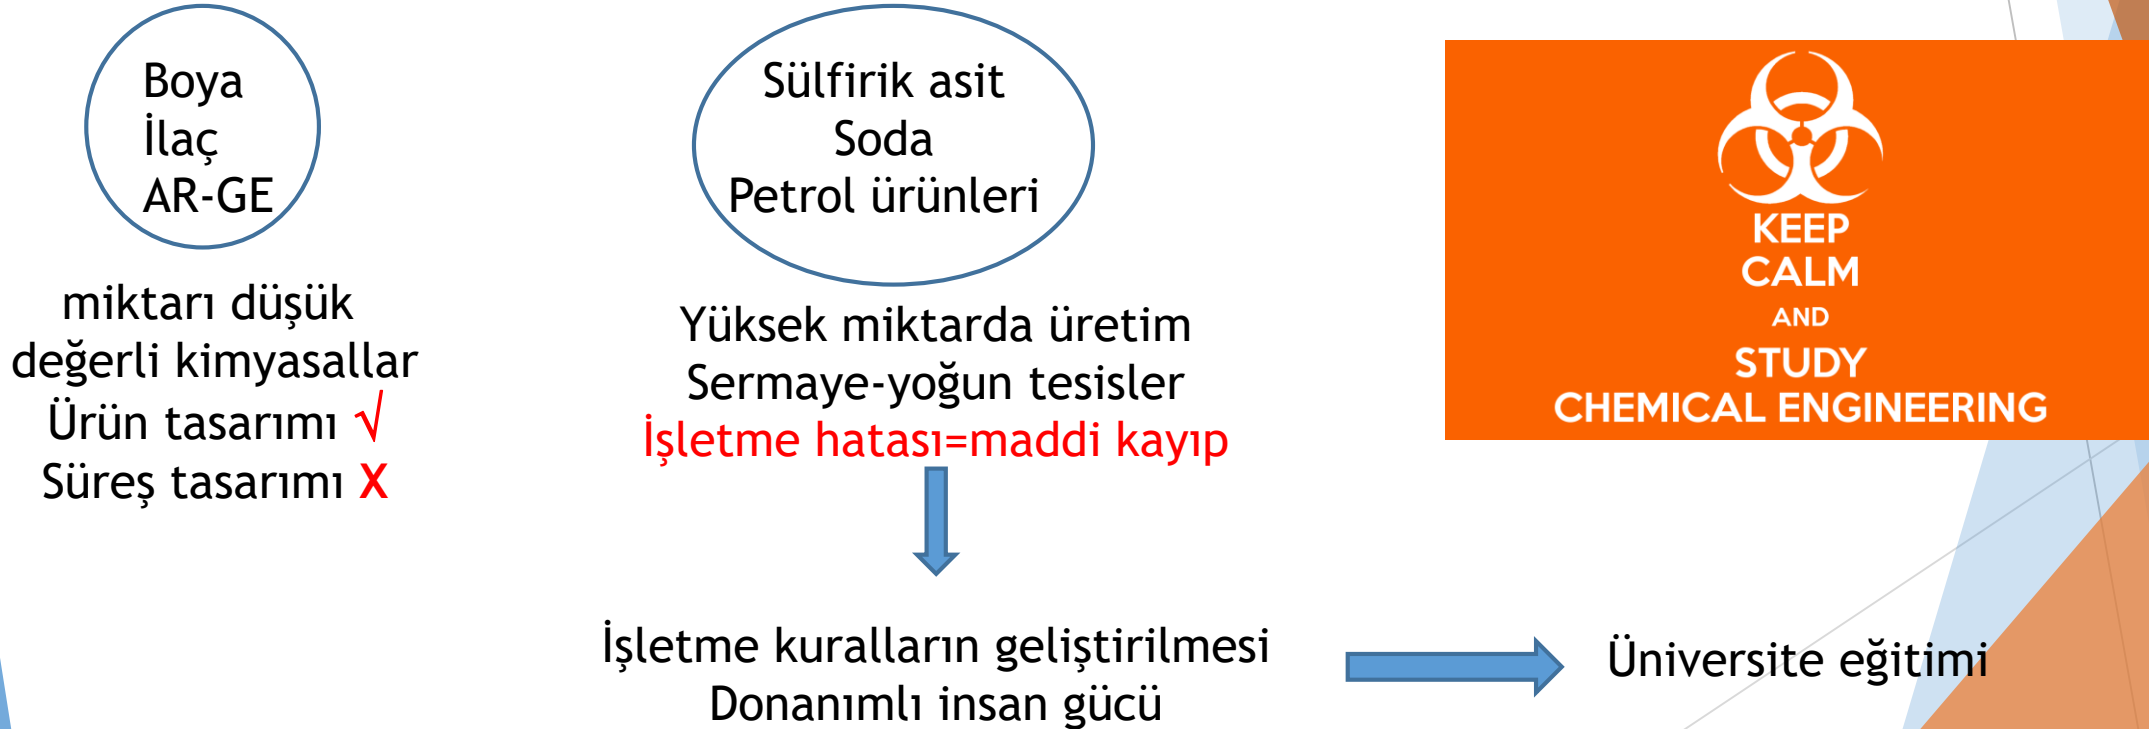 Boya
İlaç
AR-GE
miktarı düşük
değerli kimyasallar
Ürün tasarımı √
Süreş tasarımı X
Sülfirik asit
Soda
Petrol ürünleri
Yüksek miktarda üretim
Sermaye-yoğun tesisler
İşletme hatası=maddi kayıp
İşletme kuralların geliştirilmesi
Donanımlı insan gücü
Üniversite eğitimi
KEEP
CALM
AND
STUDY
CHEMICAL ENGINEERING